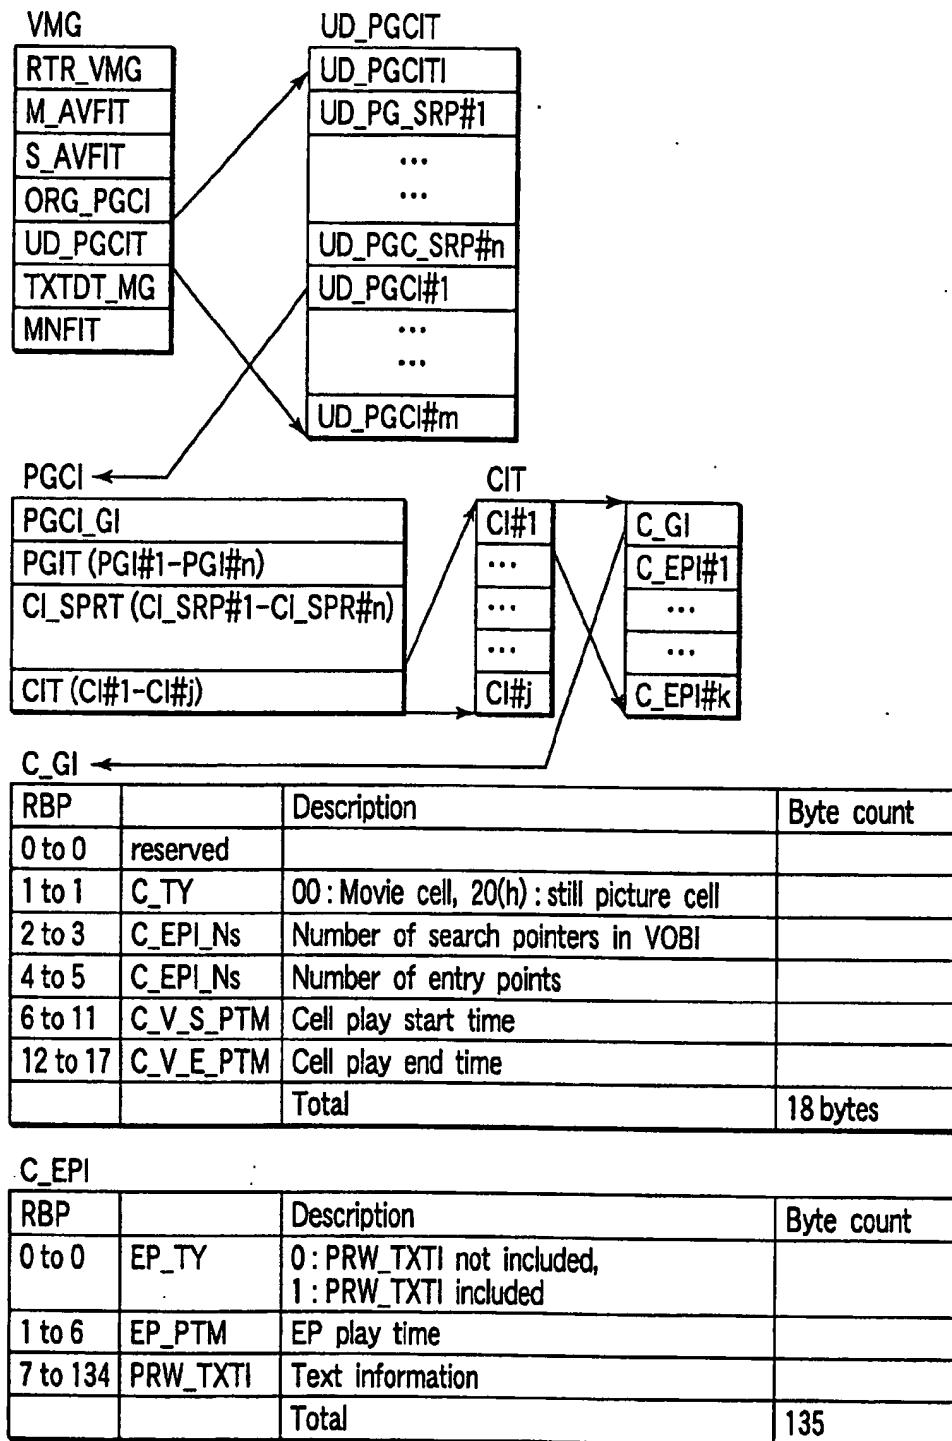 VMG
RTR_VMG
M_AVFIT
S_AVFIT
ORG_PGCI
UD_PGCIT
TXTDT_MG
MNFIT
UD_PGCIT
UD_PGCITI
UD_PG_SRP#1
...
...
UD_PGC_SRP#n
UD_PGCI#1
...
...
UD_PGCI#m
PGCI
PGCI_GI
PGIT (PGI#1-PGI#n)
CI_SPRT (CI_SRP#1-CI_SPR#n)
CIT (CI#1-CI#j)
CIT
CI#1
...
...
...
CI#j
C_GI
C_EPI#1
...
...
C_EPI#k
C_GI
RBP Description Byte count
0 to 0 reserved
1 to 1 C_TY 00 : Movie cell, 20(h) : still picture cell
2 to 3 C_EPI_Ns Number of search pointers in VOBI
4 to 5 C_EPI_Ns Number of entry points
6 to 11 C_V_S_PTM Cell play start time
12 to 17 C_V_E_PTM Cell play end time
Total 18 bytes
C_EPI
RBP Description Byte count
0 to 0 EP_TY 0 : PRW_TXTI not included,
1 : PRW_TXTI included
1 to 6 EP_PTM EP play time
7 to 134 PRW_TXTI Text information
Total 135